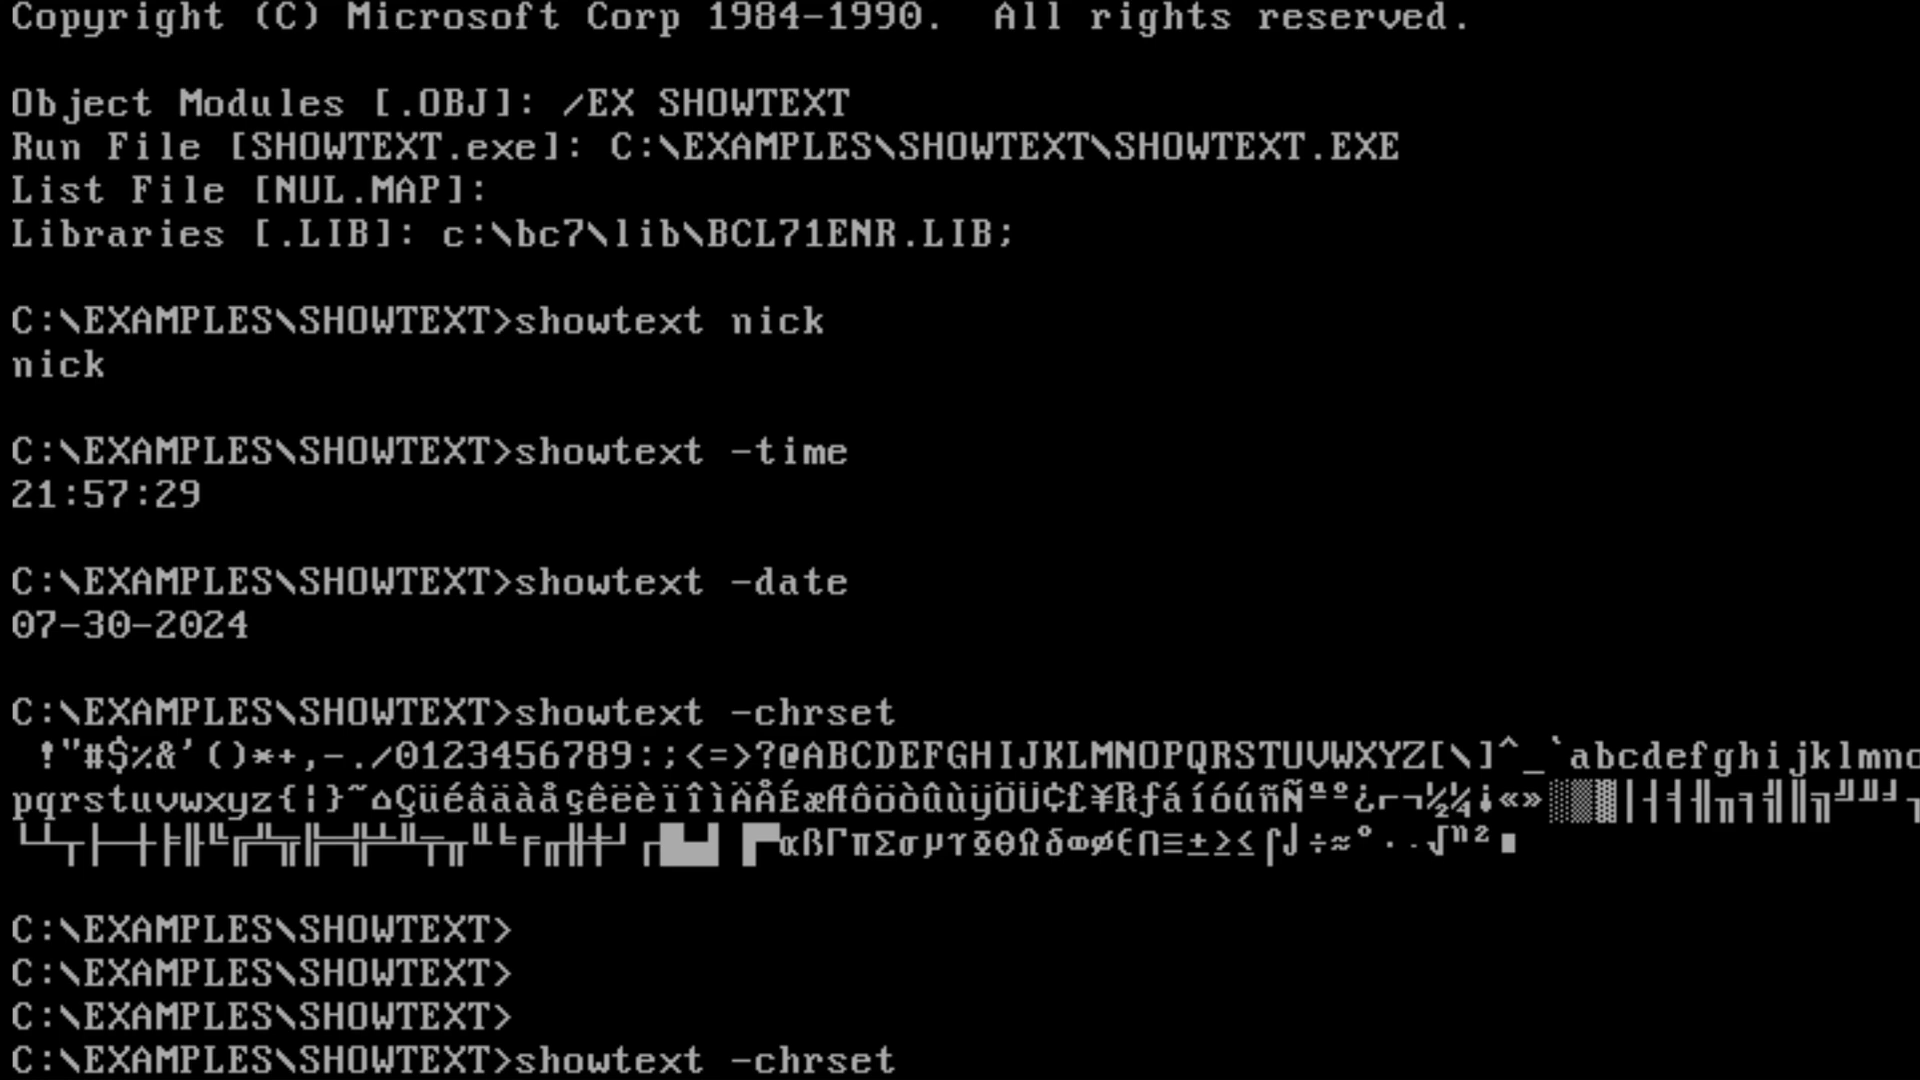 Copyright (C) Microsoft Corp 1984-1990.  All rights reserved.
Object Modules [.OBJ]: /EX SHOWTEXT
Run File [SHOWTEXT.exe]: C:\EXAMPLES\SHOWTEXT\SHOWTEXT.EXE
List File [NUL.MAP]:
Libraries [.LIB]: c:\bc7\lib\BCL71ENR.LIB;
C:\EXAMPLES\SHOWTEXT>showtext nick
nick
C:\EXAMPLES\SHOWTEXT>showtext -time
21:57:29
C:\EXAMPLES\SHOWTEXT>showtext -date
07-30-2024
C:\EXAMPLES\SHOWTEXT>showtext -chrset
 !"#$%&'()*+,-./0123456789:;<=>?@ABCDEFGHIJKLMNOPQRSTUVWXYZ[\]^_`abcdefghijklmno
pqrstuvwxyz{¦}~⌂ÇüéâäàåçêëèïîìÄÅÉæÆôöòûùÿÖÜ¢£¥₧ƒáíóúñÑªº¿⌐¬½¼¡«»░▒▓│┤╡╢╖╕╣║╗╝╜╛┐
└┴┬├─┼╞╟╚╔╩╦╠═╬╧╨╤╥╙╘╒╓╫╪┘┌█▄▌▐▀αßΓπΣσµτΦΘΩδ∞φε∩≡±≥≤⌠⌡÷≈°∙·√ⁿ²■
C:\EXAMPLES\SHOWTEXT>
C:\EXAMPLES\SHOWTEXT>
C:\EXAMPLES\SHOWTEXT>
C:\EXAMPLES\SHOWTEXT>showtext -chrset